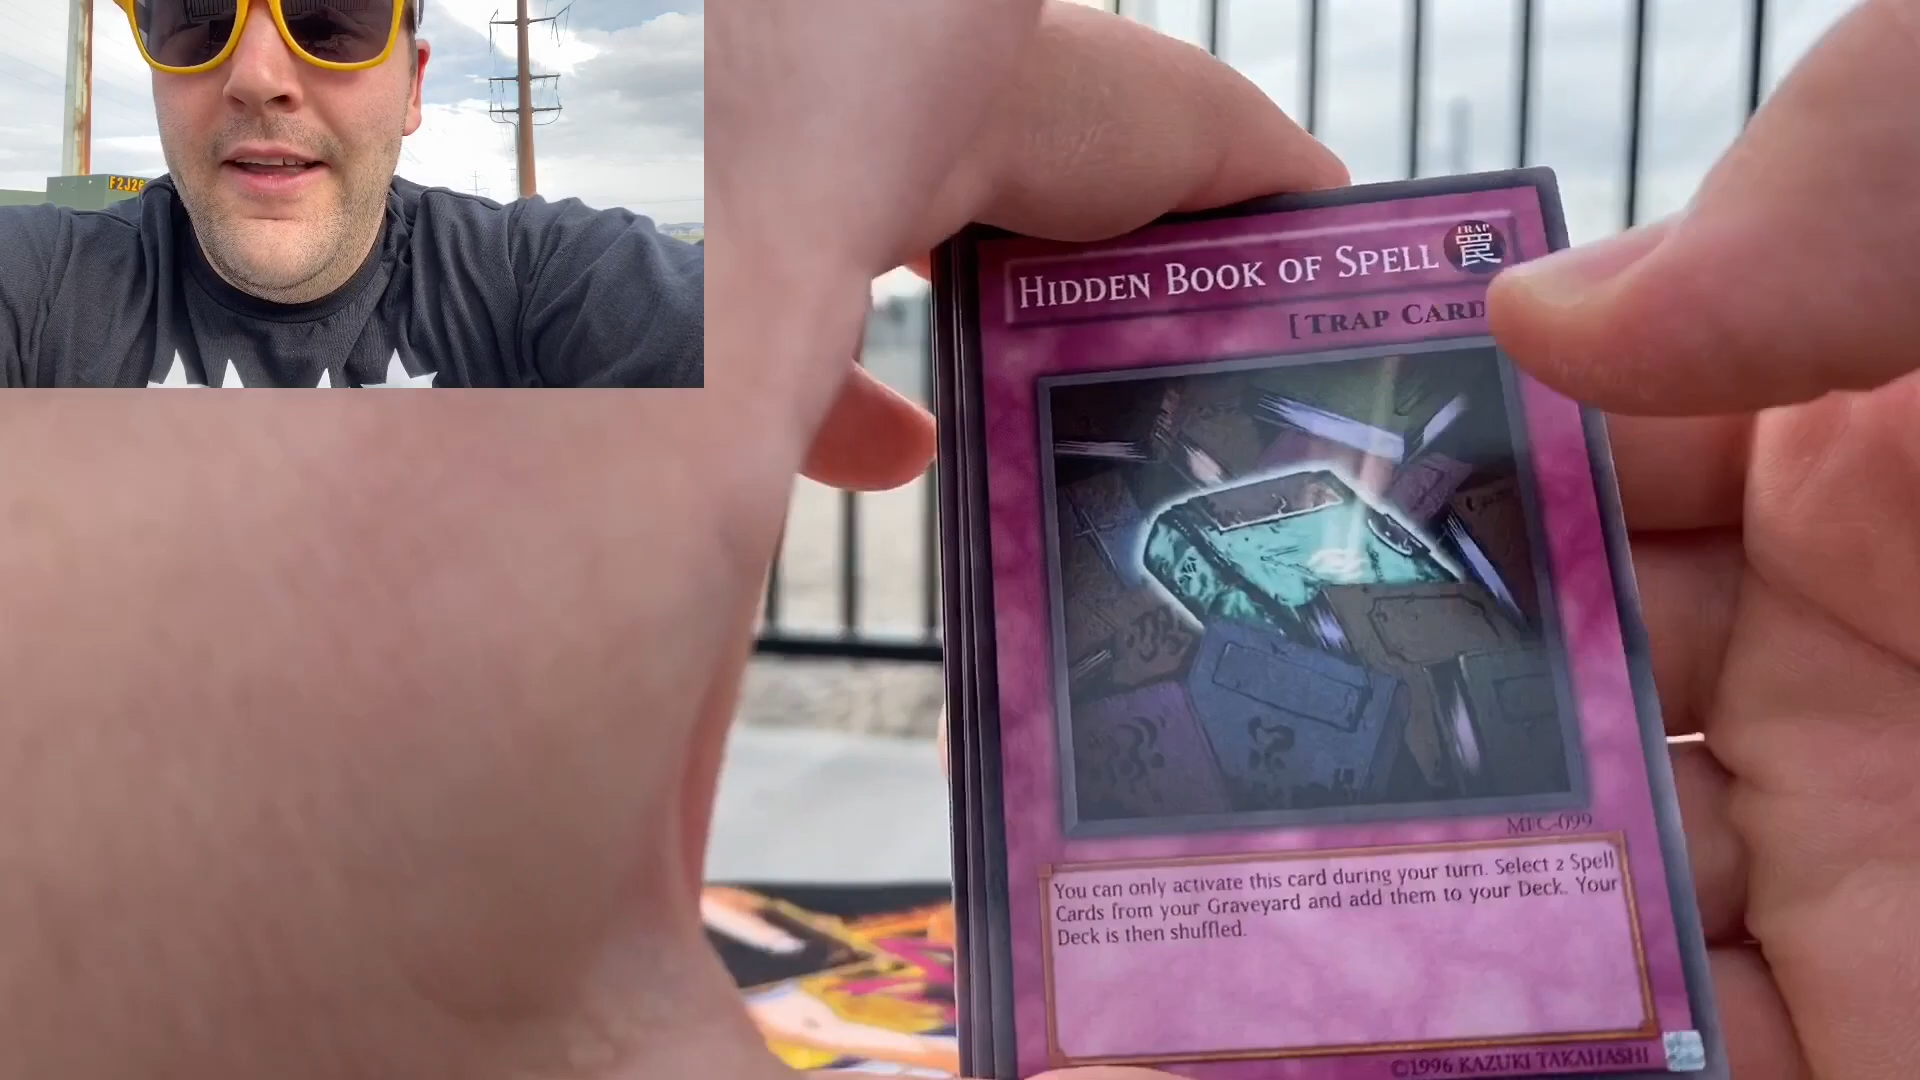 F2J26
HIDDEN BOOK OF SPELL
TRAP
罠
[TRAP CARD
MFC-099
You can only activate this card during your turn. Select 2 Spell
Cards from your Graveyard and add them to your Deck. Your
Deck is then shuffled.
©1996 KAZUKI TAKAHASHI